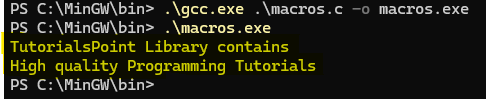 PS C:\MinGW\bin> .\gcc.exe .\macros.c -o macros.exe
PS C:\MinGW\bin> .\macros.exe
TutorialsPoint Library contains
High quality Programming Tutorials
PS C:\MinGW\bin>